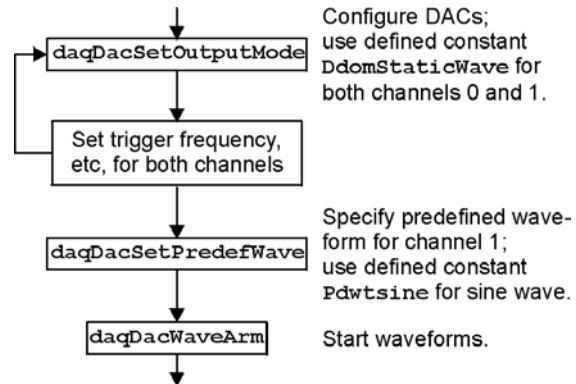 Configure DACs;
use defined constant
DdomStaticWave for
both channels 0 and 1.
daqDacSetOutputMode
Set trigger frequency,
etc, for both channels
Specify predefined wave-
form for channel 1;
use defined constant
Pdwtsine for sine wave.
daqDacSetPredefWave
daqDacWaveArm
Start waveforms.